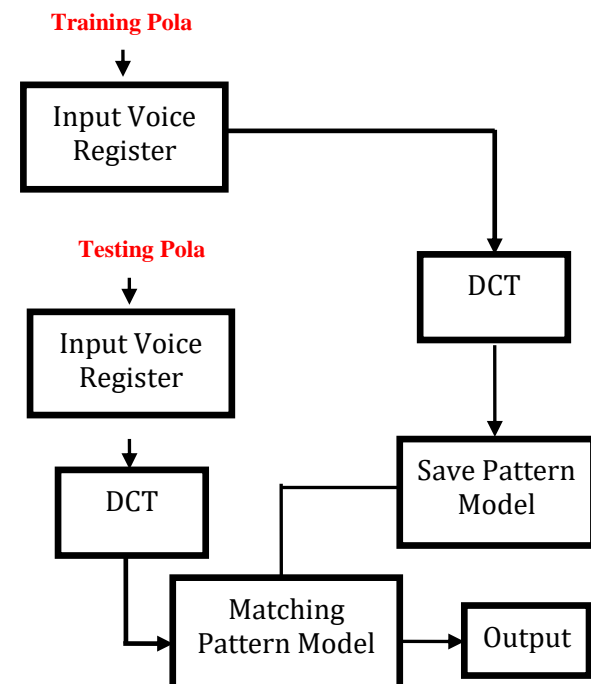 Training Pola
Input Voice
Register
Testing Pola
DCT
Input Voice
Register
Save Pattern
Model
DCT
Matching
Pattern Model
Output